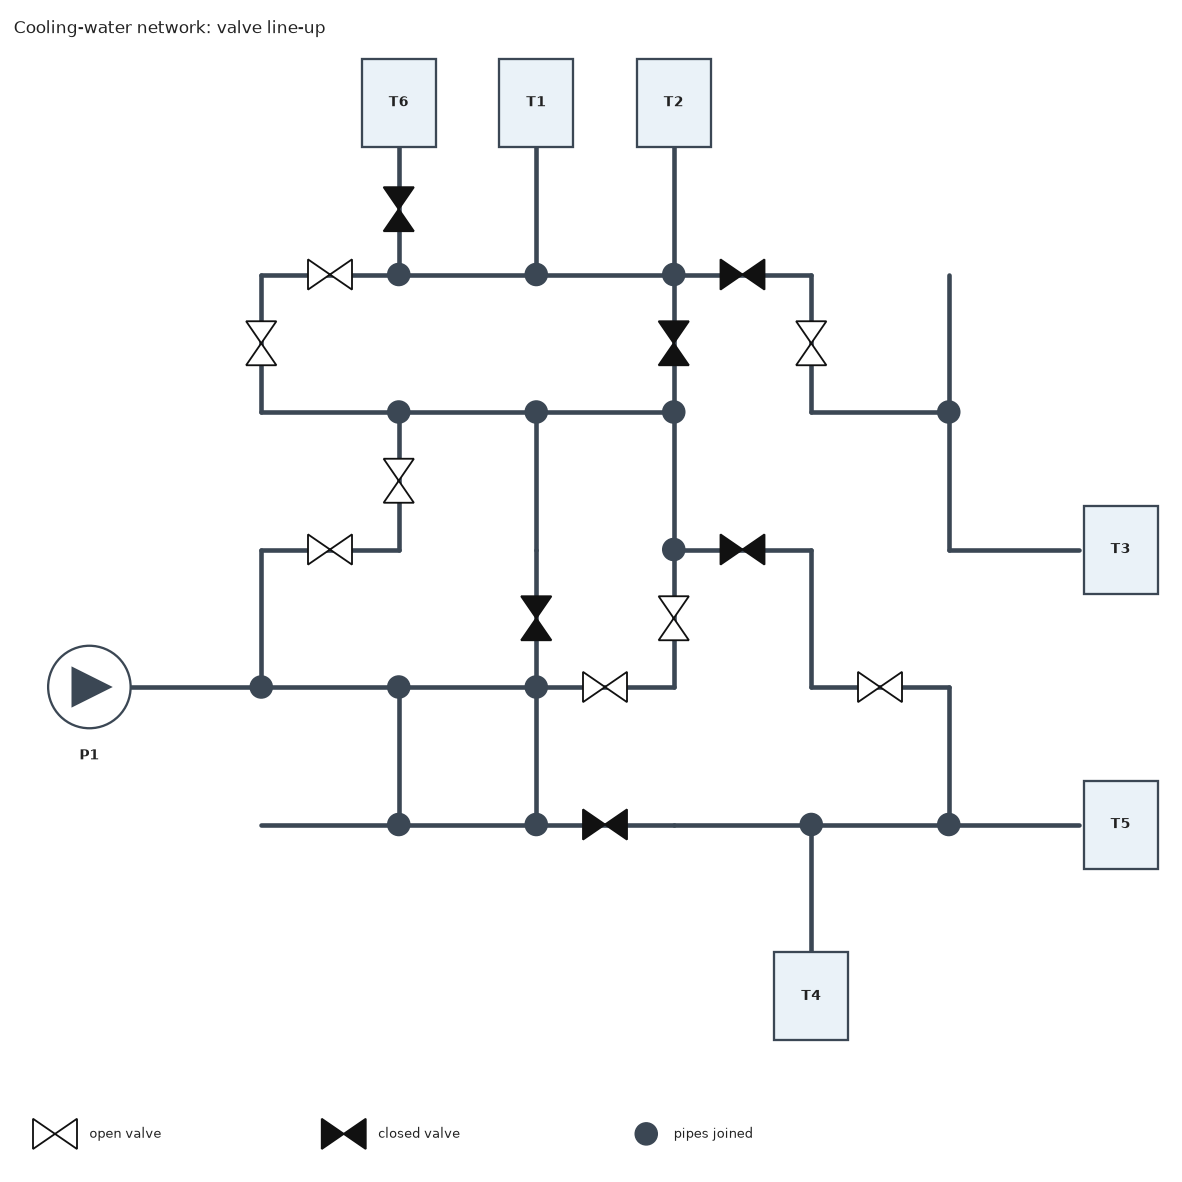 Cooling-water network: valve line-up
T6
T1
T2
T3
P1
T5
T4
open valve
closed valve
pipes joined